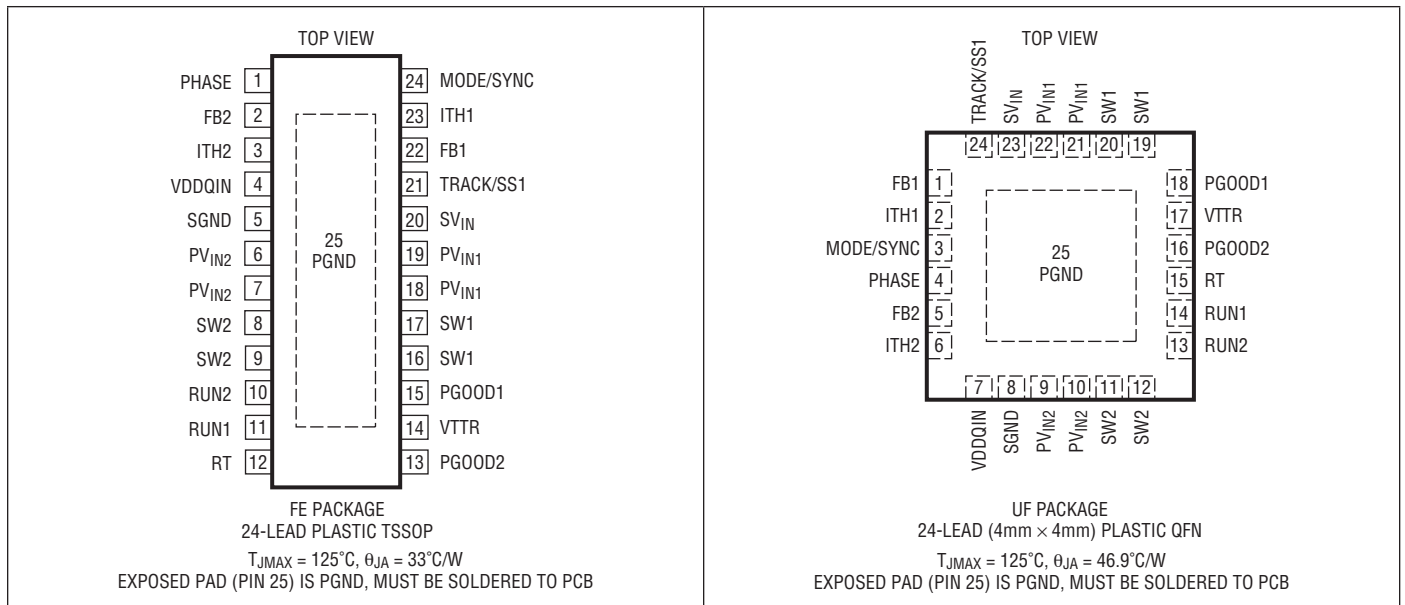 TOP VIEW
PHASE 1
FB2 2
ITH2 3
VDDQIN 4
SGND 5
PVIN2 6
PVIN2 7
SW2 8
SW2 9
RUN2 10
RUN1 11
RT 12
25
PGND
24 MODE/SYNC
23 ITH1
22 FB1
21 TRACK/SS1
20 SVIN
19 PVIN1
18 PVIN1
17 SW1
16 SW1
15 PGOOD1
14 VTTR
13 PGOOD2
FE PACKAGE
24-LEAD PLASTIC TSSOP
TJMAX = 125°C, θJA = 33°C/W
EXPOSED PAD (PIN 25) IS PGND, MUST BE SOLDERED TO PCB
TOP VIEW
TRACK/SS1
SVIN
PVIN1
PVIN1
SW1
SW1
24 23 22 21 20 19
FB1 1
ITH1 2
MODE/SYNC 3
PHASE 4
FB2 5
ITH2 6
25
PGND
18 PGOOD1
17 VTTR
16 PGOOD2
15 RT
14 RUN1
13 RUN2
7 8 9 10 11 12
VDDQIN
SGND
PVIN2
PVIN2
SW2
SW2
UF PACKAGE
24-LEAD (4mm × 4mm) PLASTIC QFN
TJMAX = 125°C, θJA = 46.9°C/W
EXPOSED PAD (PIN 25) IS PGND, MUST BE SOLDERED TO PCB